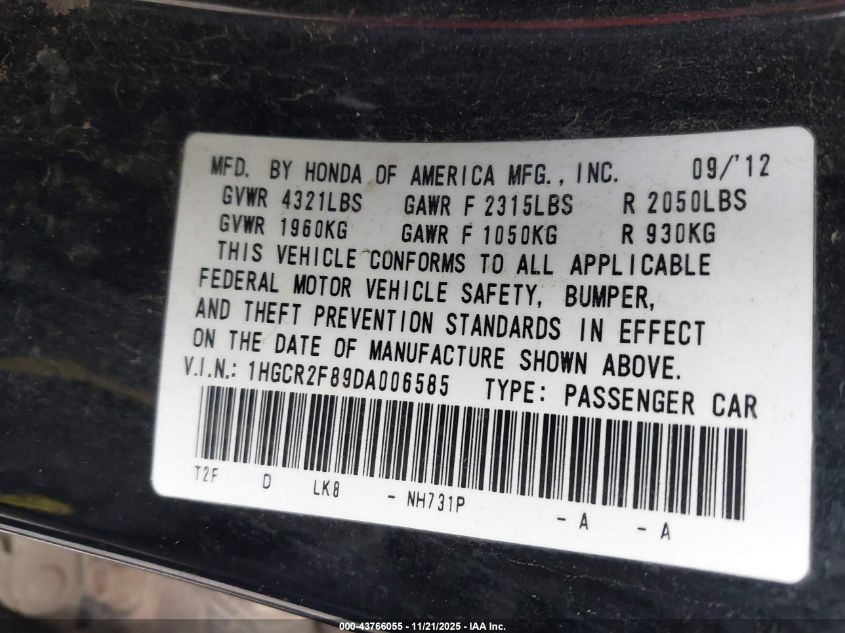 MFD. BY HONDA OF AMERICA MFG., INC. 09/'12
GVWR 4321LBS GAWR F 2315LBS R 2050LBS
GVWR 1960KG GAWR F 1050KG R 930KG
THIS VEHICLE CONFORMS TO ALL APPLICABLE
FEDERAL MOTOR VEHICLE SAFETY, BUMPER,
AND THEFT PREVENTION STANDARDS IN EFFECT
ON THE DATE OF MANUFACTURE SHOWN ABOVE.
V.I.N.: 1HGCR2F89DA006585 TYPE: PASSENGER CAR
T2F D LK8 - NH731P - A - A
000-43766055 - 11/21/2025 - IAA Inc.